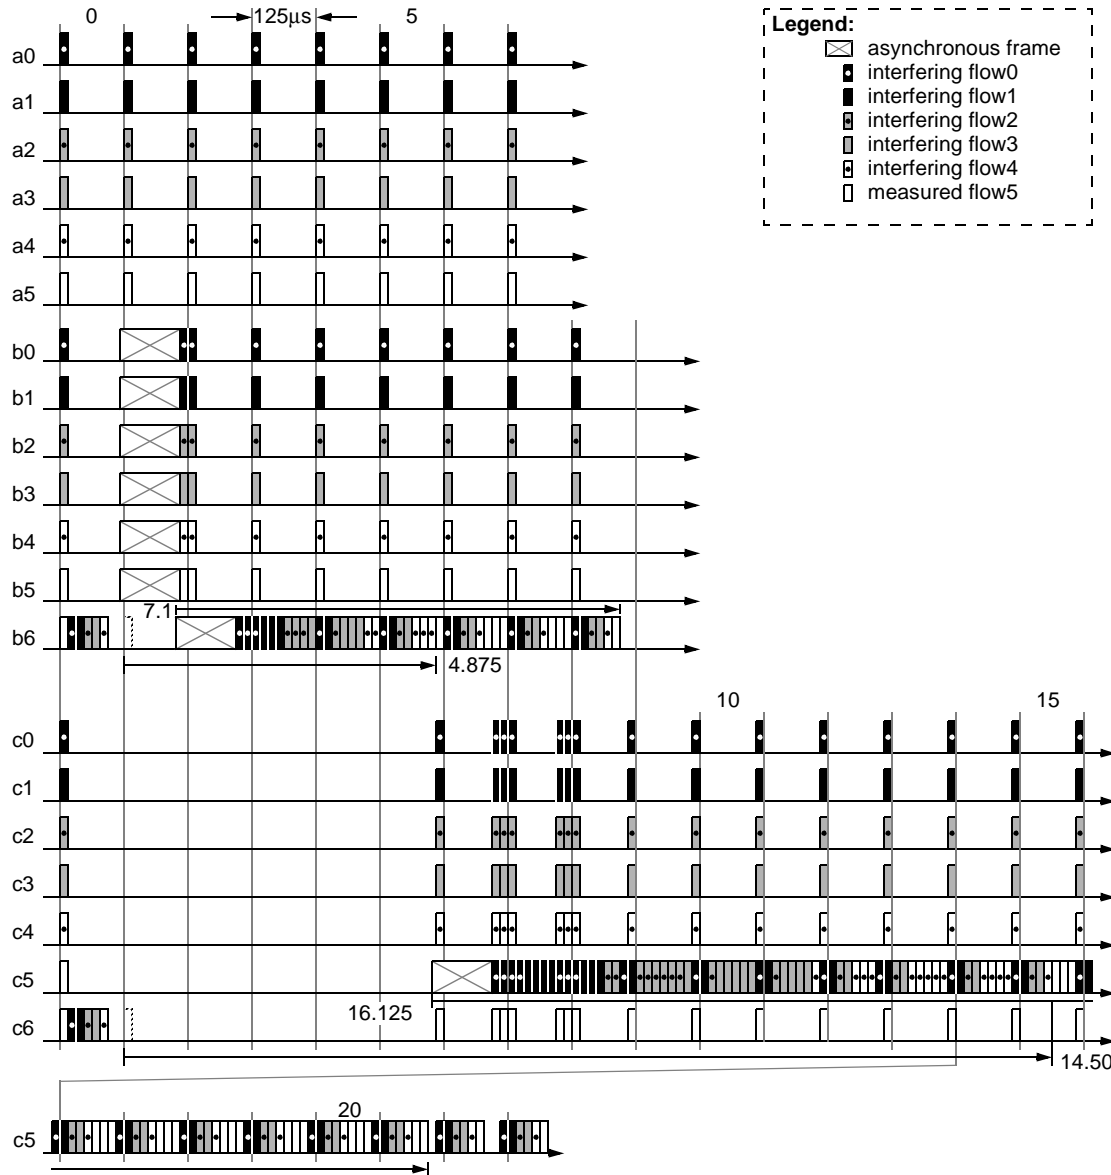 0
125μs
5
Legend:
asynchronous frame
interfering flow0
interfering flow1
interfering flow2
interfering flow3
interfering flow4
measured flow5
a0
a1
a2
a3
a4
a5
b0
b1
b2
b3
b4
b5
7.1
b6
4.875
10
15
c0
c1
c2
c3
c4
c5
16.125
c6
14.50
20
c5